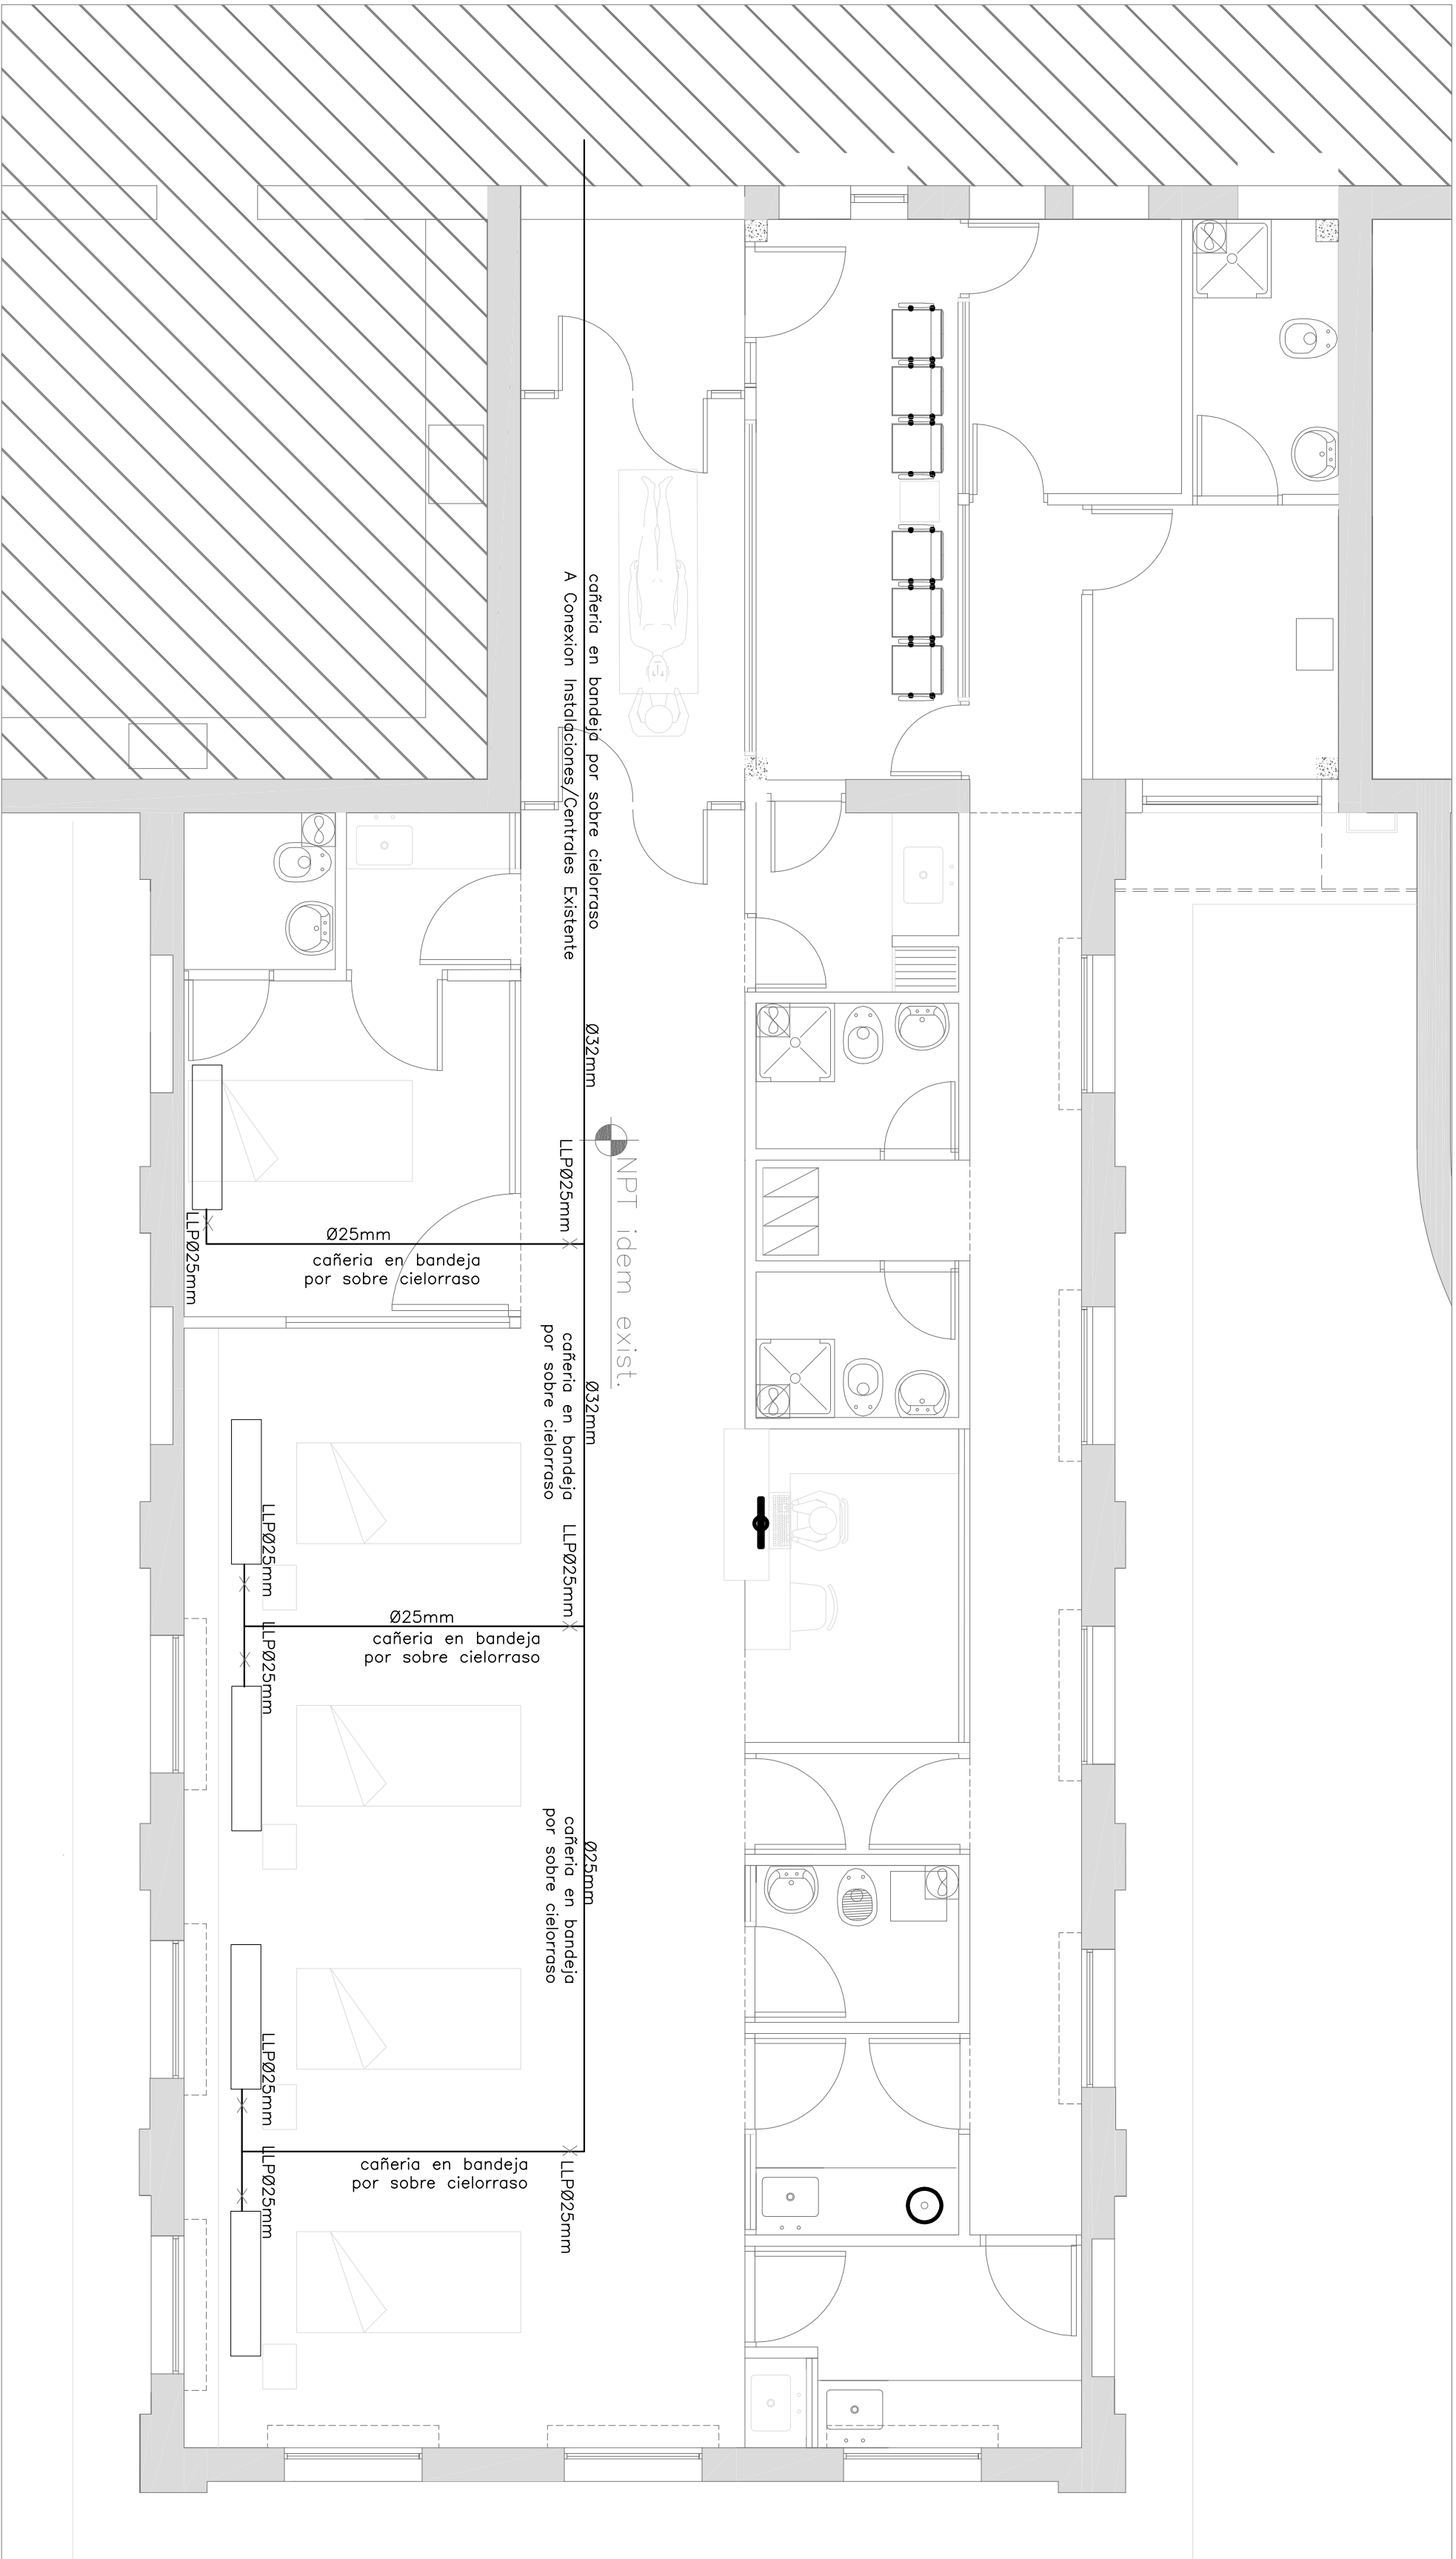 cañeria en bandeja por sobre cielorraso
A Conexion Instalaciones/Centrales Existente
Ø32mm
LLPØ25mm
NPT idem exist.
LLPØ25mm
Ø25mm
cañeria en bandeja
por sobre cielorraso
cañeria en bandeja
por sobre cielorraso
Ø32mm
LLPØ25mm
LLPØ25mm
Ø25mm
cañeria en bandeja
por sobre cielorraso
LLPØ25mm
cañeria en bandeja
por sobre cielorraso
Ø25mm
LLPØ25mm
cañeria en bandeja
por sobre cielorraso
LLPØ25mm
LLPØ25mm